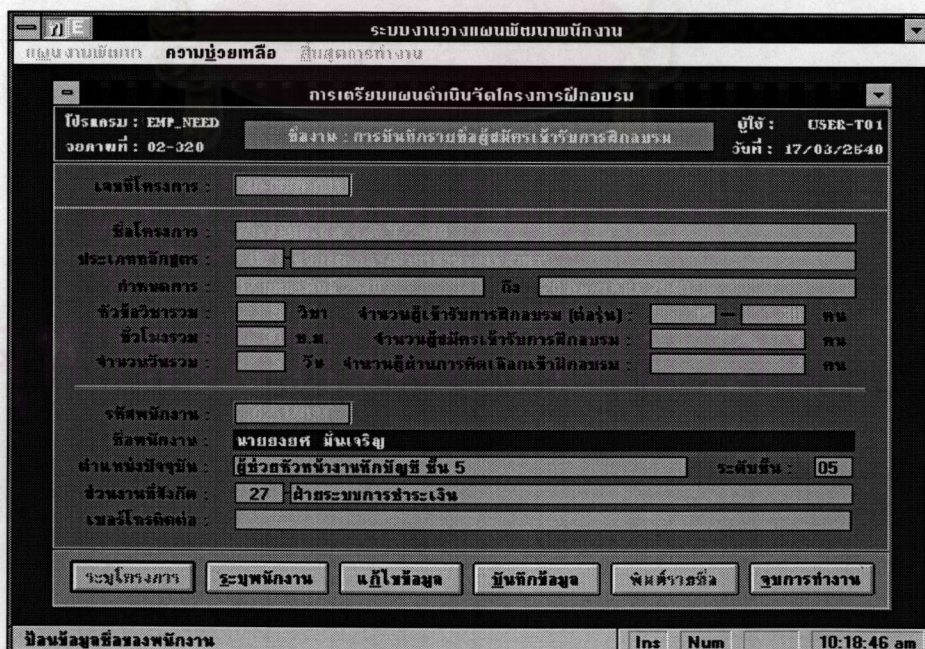 ระบบงานวางแผนพัฒนาพนักงาน
แผนงานพัฒนา ความช่วยเหลือ สิ้นสุดการทำงาน
การเตรียมแผนดำเนินจัดโครงการฝึกอบรม
โปรแกรม : EMP_NEED
จอภาพที่ : 02-320
ชื่องาน : การบันทึกรายชื่อผู้สมัครเข้ารับการฝึกอบรม
ผู้ใช้ : USER-T01
วันที่ : 17/03/2540
เลขที่โครงการ :
ชื่อโครงการ :
ประเภทหลักสูตร :
กำหนดการ : ถึง
หัวข้อวิชารวม : วิชา จำนวนผู้เข้ารับการฝึกอบรม (ต่อรุ่น) : — คน
ชั่วโมงรวม : ช.ม. จำนวนผู้สมัครเข้ารับการฝึกอบรม : คน
จำนวนวันรวม : วัน จำนวนผู้ผ่านการคัดเลือกเข้าฝึกอบรม : คน
รหัสพนักงาน :
ชื่อพนักงาน : นายยงยศ มั่นเจริญ
ตำแหน่งปัจจุบัน : ผู้ช่วยหัวหน้างานหักบัญชี ชั้น 5 ระดับชั้น : 05
ส่วนงานที่สังกัด : 27 - ฝ่ายระบบการชำระเงิน
เบอร์โทรติดต่อ :
ระบุโครงการ ระบุพนักงาน แก้ไขข้อมูล บันทึกข้อมูล พิมพ์รายชื่อ จบการทำงาน
ป้อนข้อมูลชื่อของพนักงาน Ins Num 10:18:46 am